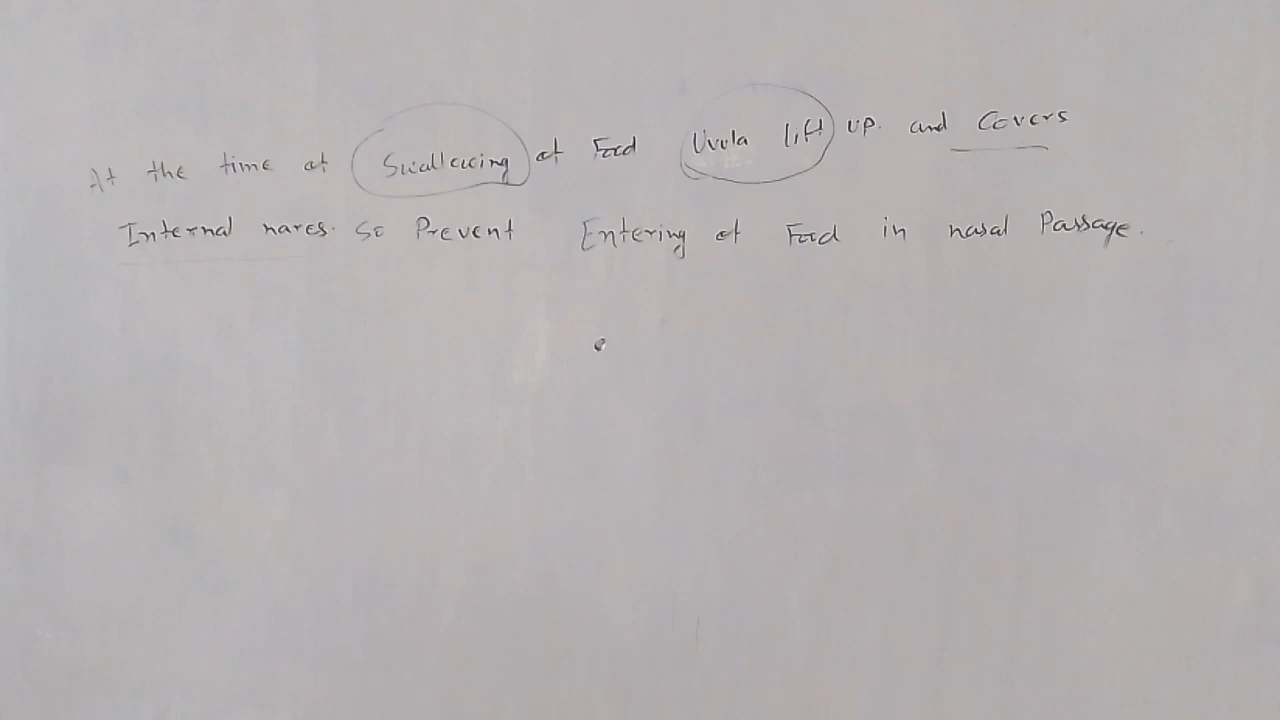 At the time of Swallowing of Food Uvula lift up. and Covers
Internal nares. So Prevent Entering of Food in nasal Passage.